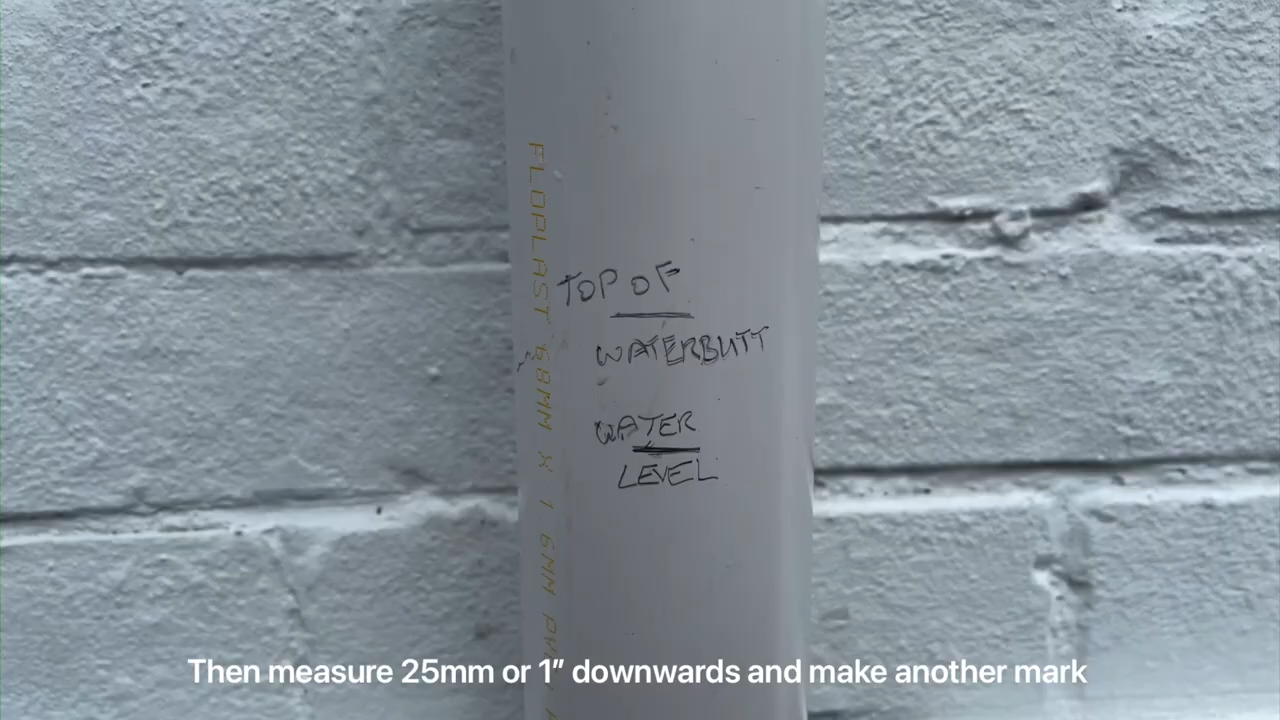 FLOPLAST 68MM X 1 6MM
TOP OF
WATERBUTT
WATER
LEVEL
Then measure 25mm or 1” downwards and make another mark